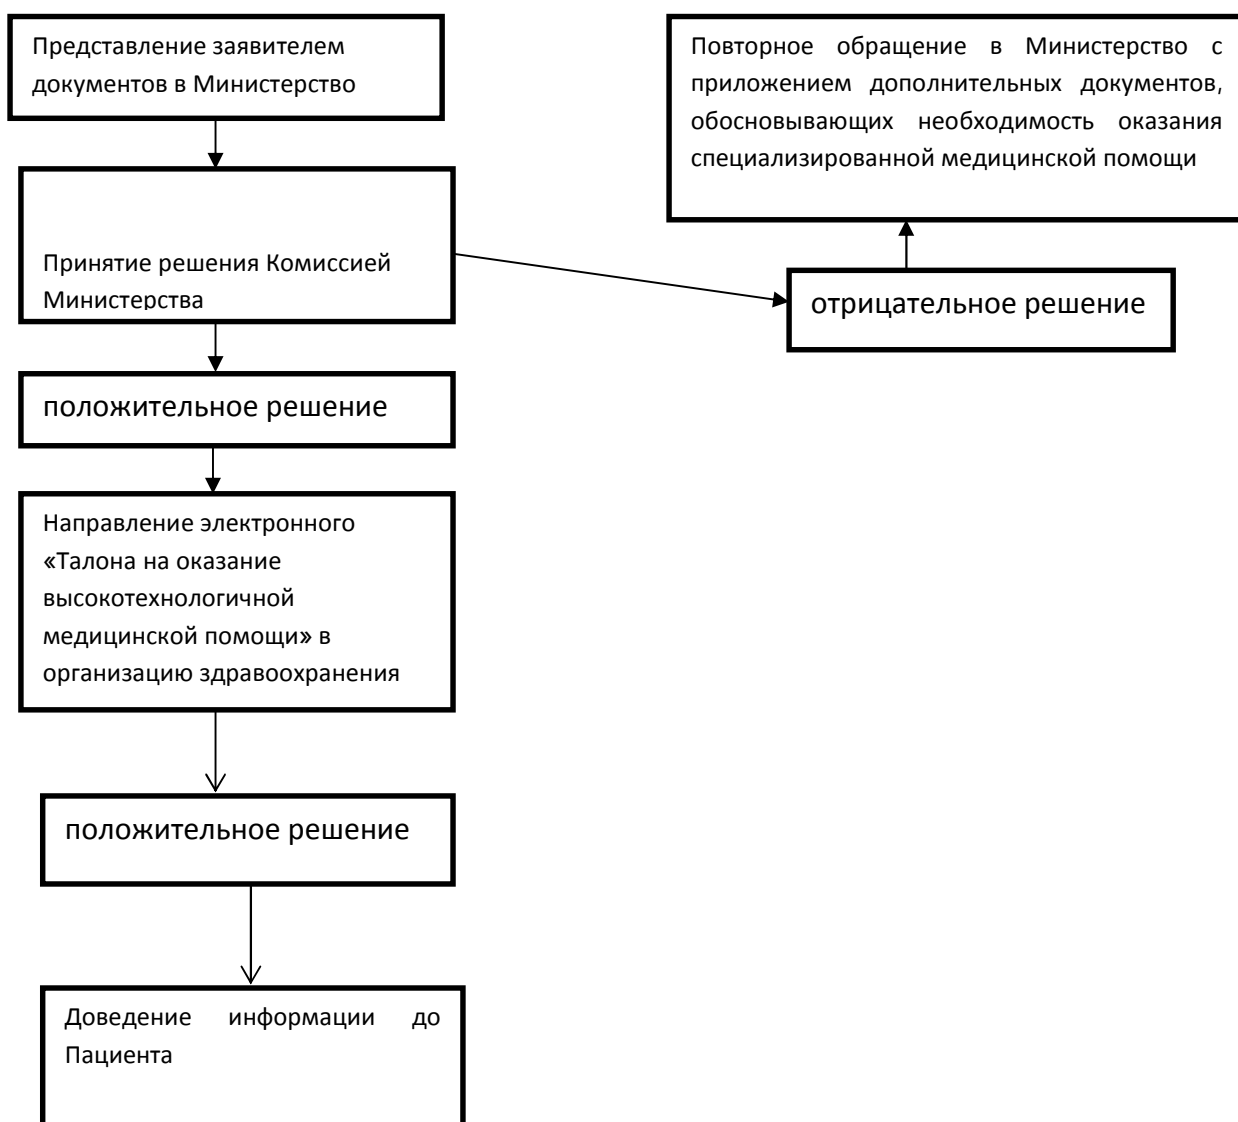 Представление заявителем
документов в Министерство
Повторное обращение в Министерство с
приложением дополнительных документов,
обосновывающих необходимость оказания
специализированной медицинской помощи
Принятие решения Комиссией
Министерства
отрицательное решение
положительное решение
Направление электронного
«Талона на оказание
высокотехнологичной
медицинской помощи» в
организацию здравоохранения
положительное решение
Доведение информации до
Пациента